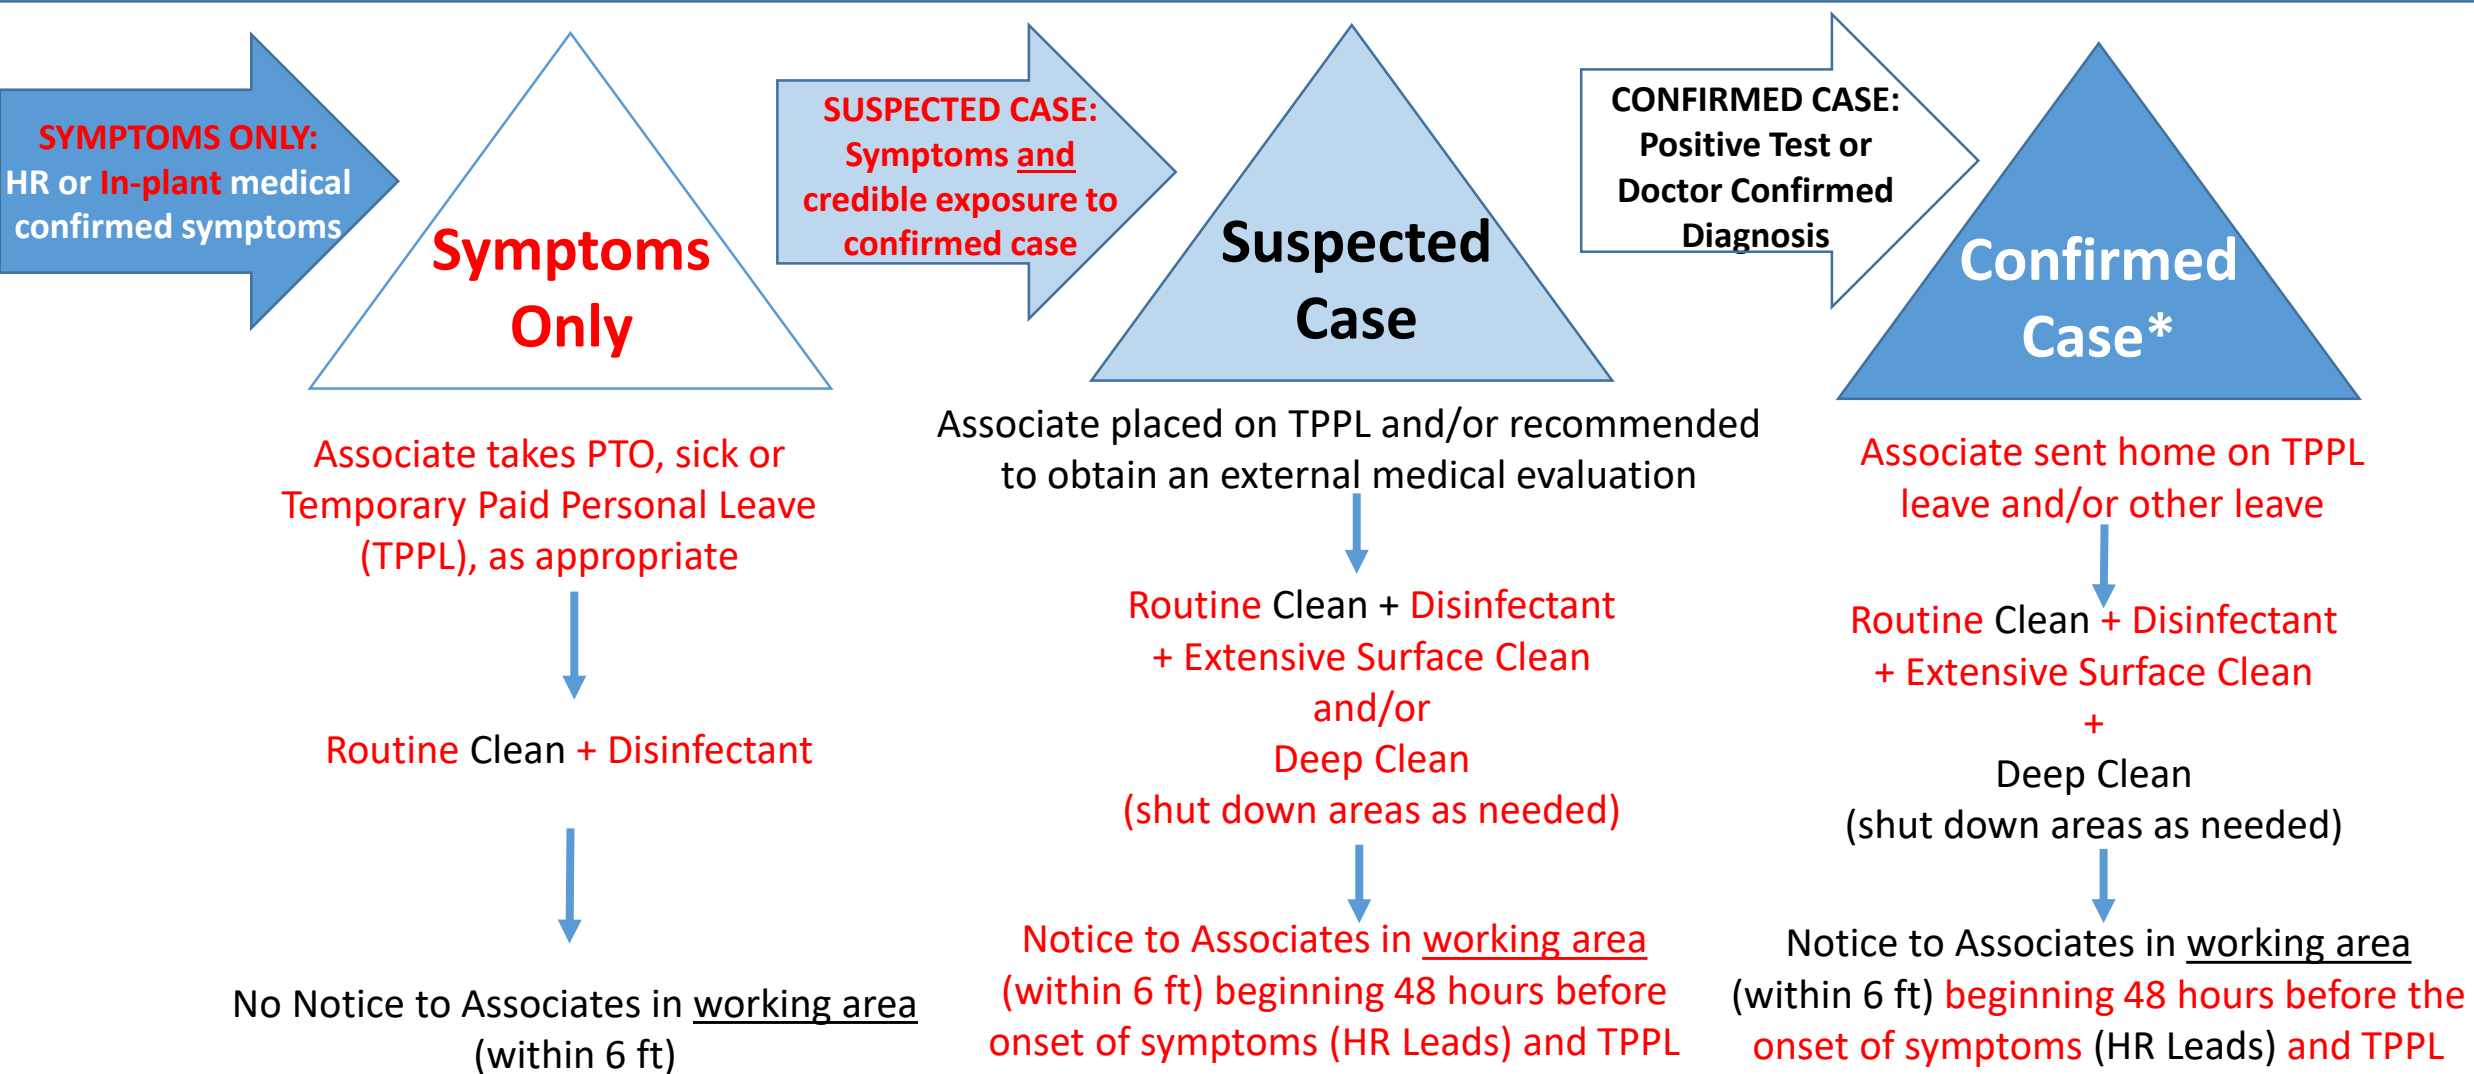 SYMPTOMS ONLY:
HR or In-plant medical
confirmed symptoms
Symptoms
Only
Associate takes PTO, sick or
Temporary Paid Personal Leave
(TPPL), as appropriate
Routine Clean + Disinfectant
No Notice to Associates in working area
(within 6 ft)
SUSPECTED CASE:
Symptoms and
credible exposure to
confirmed case
Suspected
Case
Associate placed on TPPL and/or recommended
to obtain an external medical evaluation
Routine Clean + Disinfectant
+ Extensive Surface Clean
and/or
Deep Clean
(shut down areas as needed)
Notice to Associates in working area
(within 6 ft) beginning 48 hours before
onset of symptoms (HR Leads) and TPPL
CONFIRMED CASE:
Positive Test or
Doctor Confirmed
Diagnosis
Confirmed
Case*
Associate sent home on TPPL
leave and/or other leave
Routine Clean + Disinfectant
+ Extensive Surface Clean
+
Deep Clean
(shut down areas as needed)
Notice to Associates in working area
(within 6 ft) beginning 48 hours before the
onset of symptoms (HR Leads) and TPPL